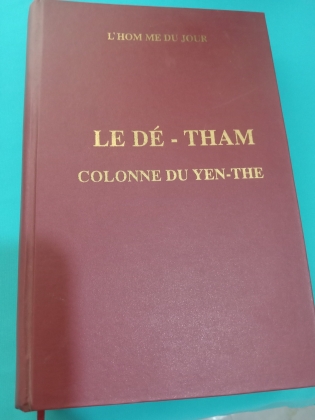 L'HOM ME DU JOUR
LE DÉ - THAM
COLONNE DU YEN-THE